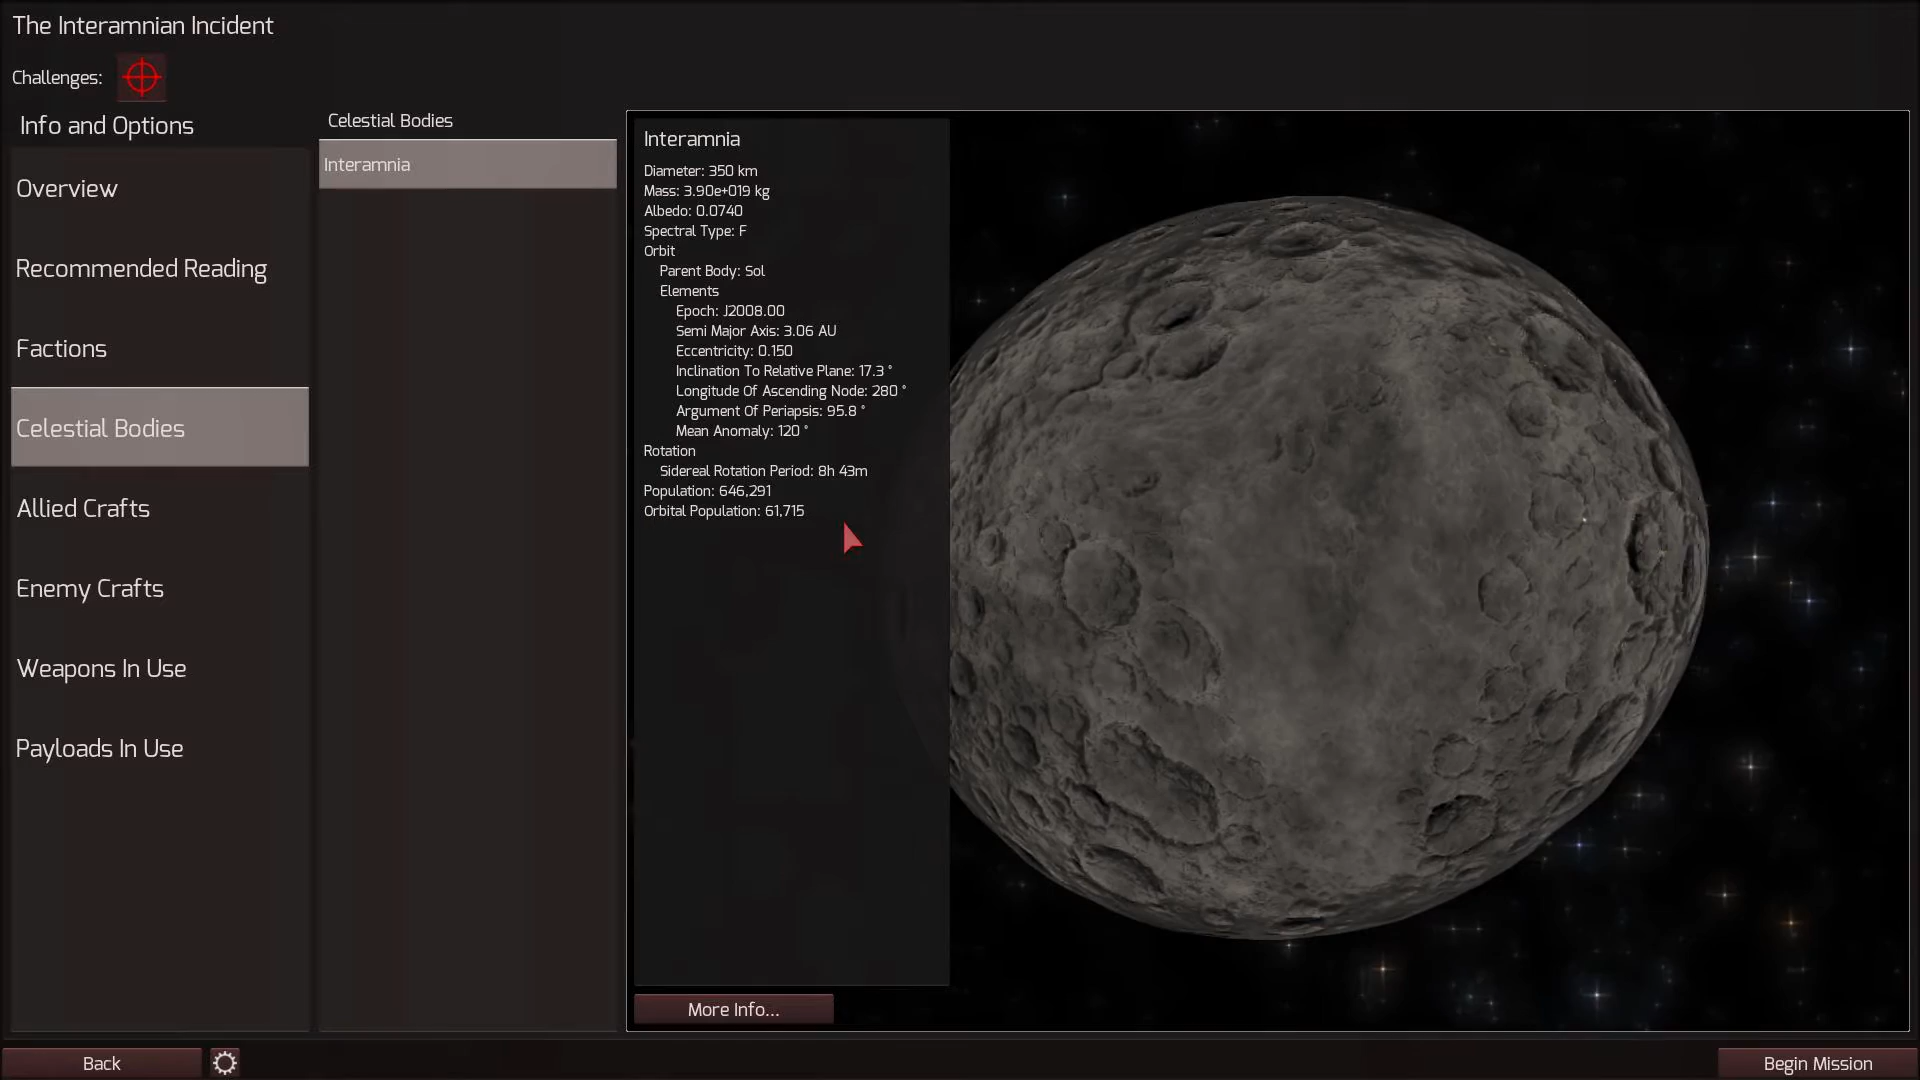 The Interamnian Incident
Challenges:
Info and Options
Overview
Recommended Reading
Factions
Celestial Bodies
Allied Crafts
Enemy Crafts
Weapons In Use
Payloads In Use
Celestial Bodies
Interamnia
Interamnia
Diameter: 350 km
Mass: 3.90e+019 kg
Albedo: 0.0740
Spectral Type: F
Orbit
Parent Body: Sol
Elements
Epoch: J2008.00
Semi Major Axis: 3.06 AU
Eccentricity: 0.150
Inclination To Relative Plane: 17.3 °
Longitude Of Ascending Node: 280 °
Argument Of Periapsis: 95.8 °
Mean Anomaly: 120 °
Rotation
Sidereal Rotation Period: 8h 43m
Population: 646,291
Orbital Population: 61,715
More Info...
Back
Begin Mission